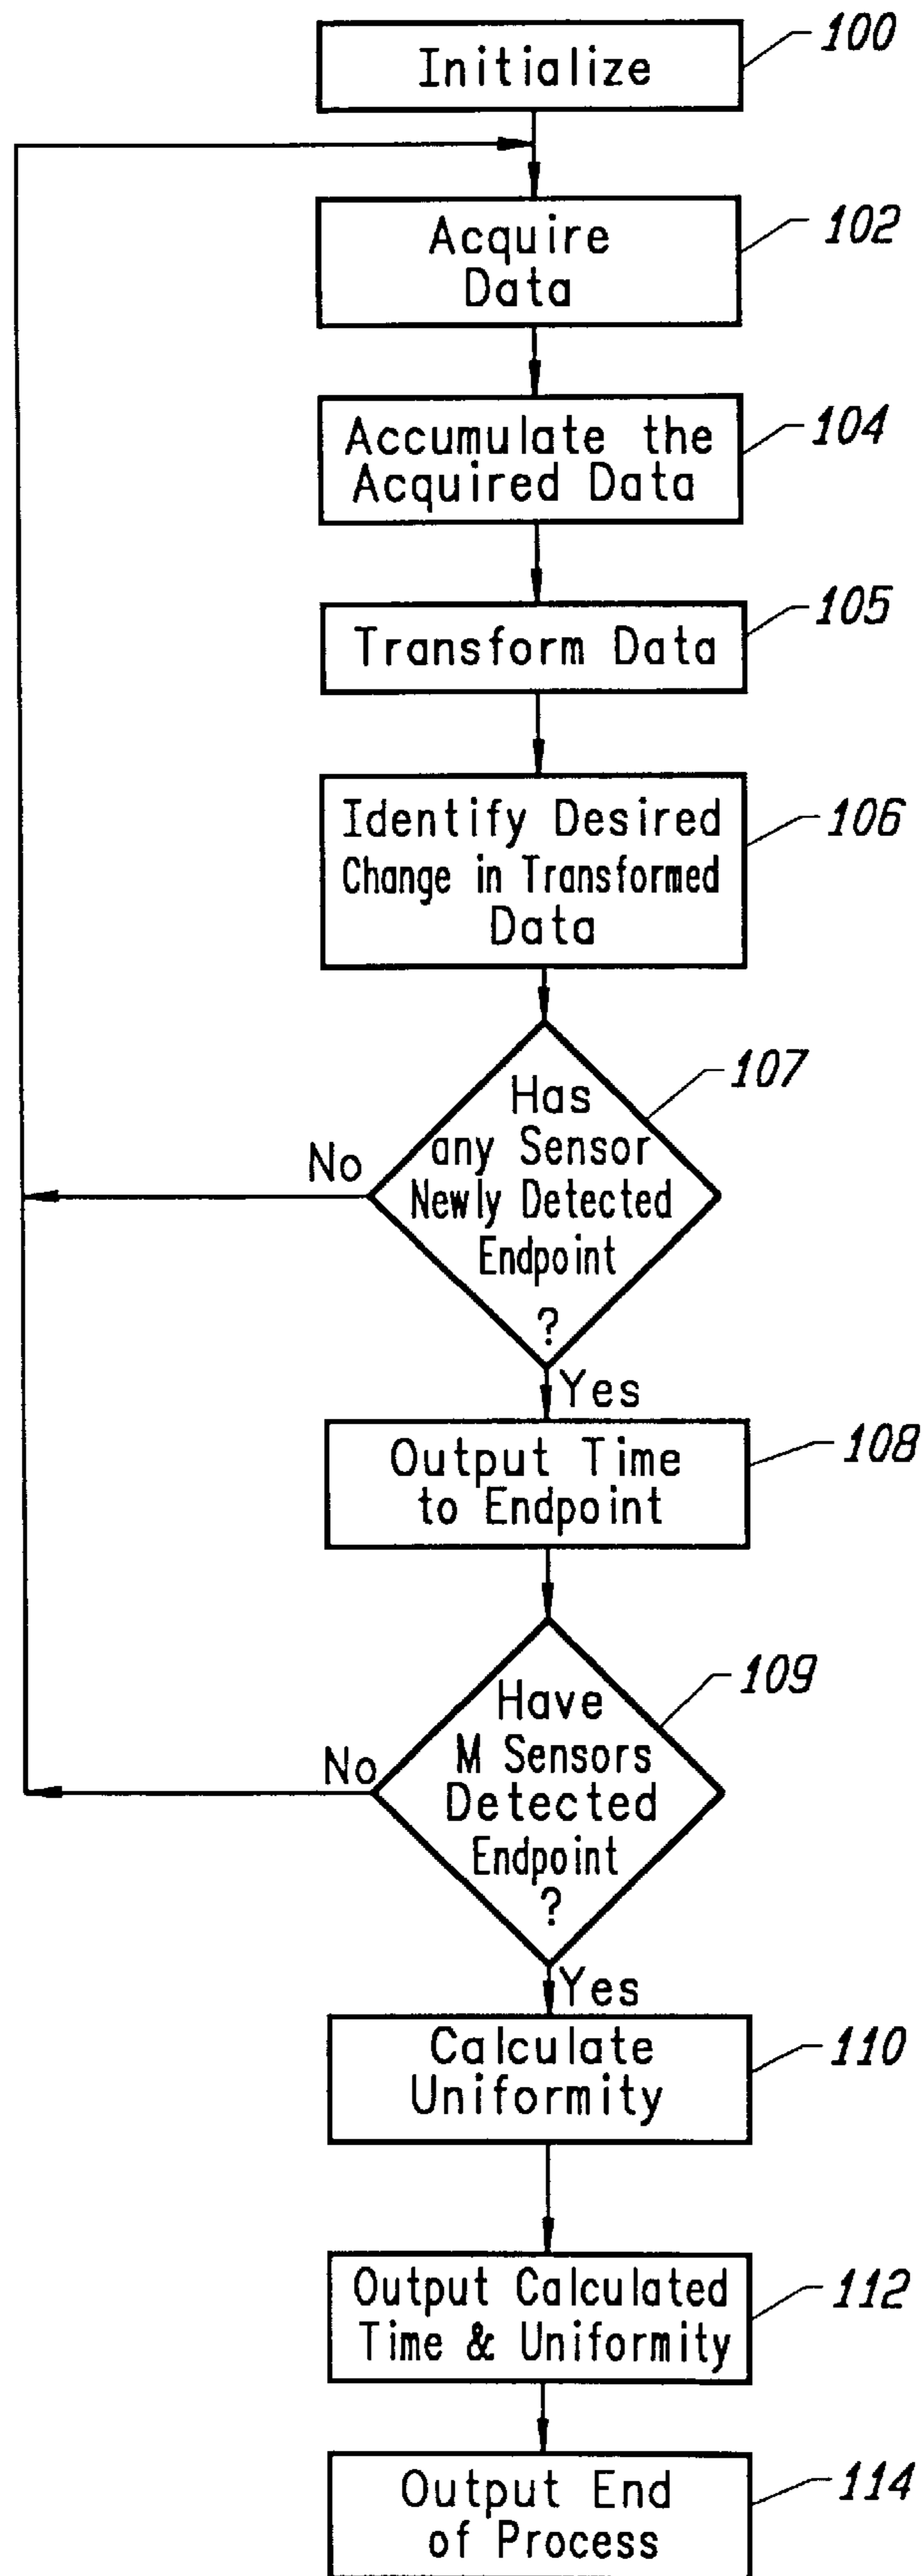 Initialize
100
Acquire
Data
102
Accumulate the
Acquired Data
104
Transform Data
105
Identify Desired
Change in Transformed
Data
106
Has
any Sensor
Newly Detected
Endpoint
?
107
No
Yes
Output Time
to Endpoint
108
Have
M Sensors
Detected
Endpoint
?
109
No
Yes
Calculate
Uniformity
110
Output Calculated
Time & Uniformity
112
Output End
of Process
114